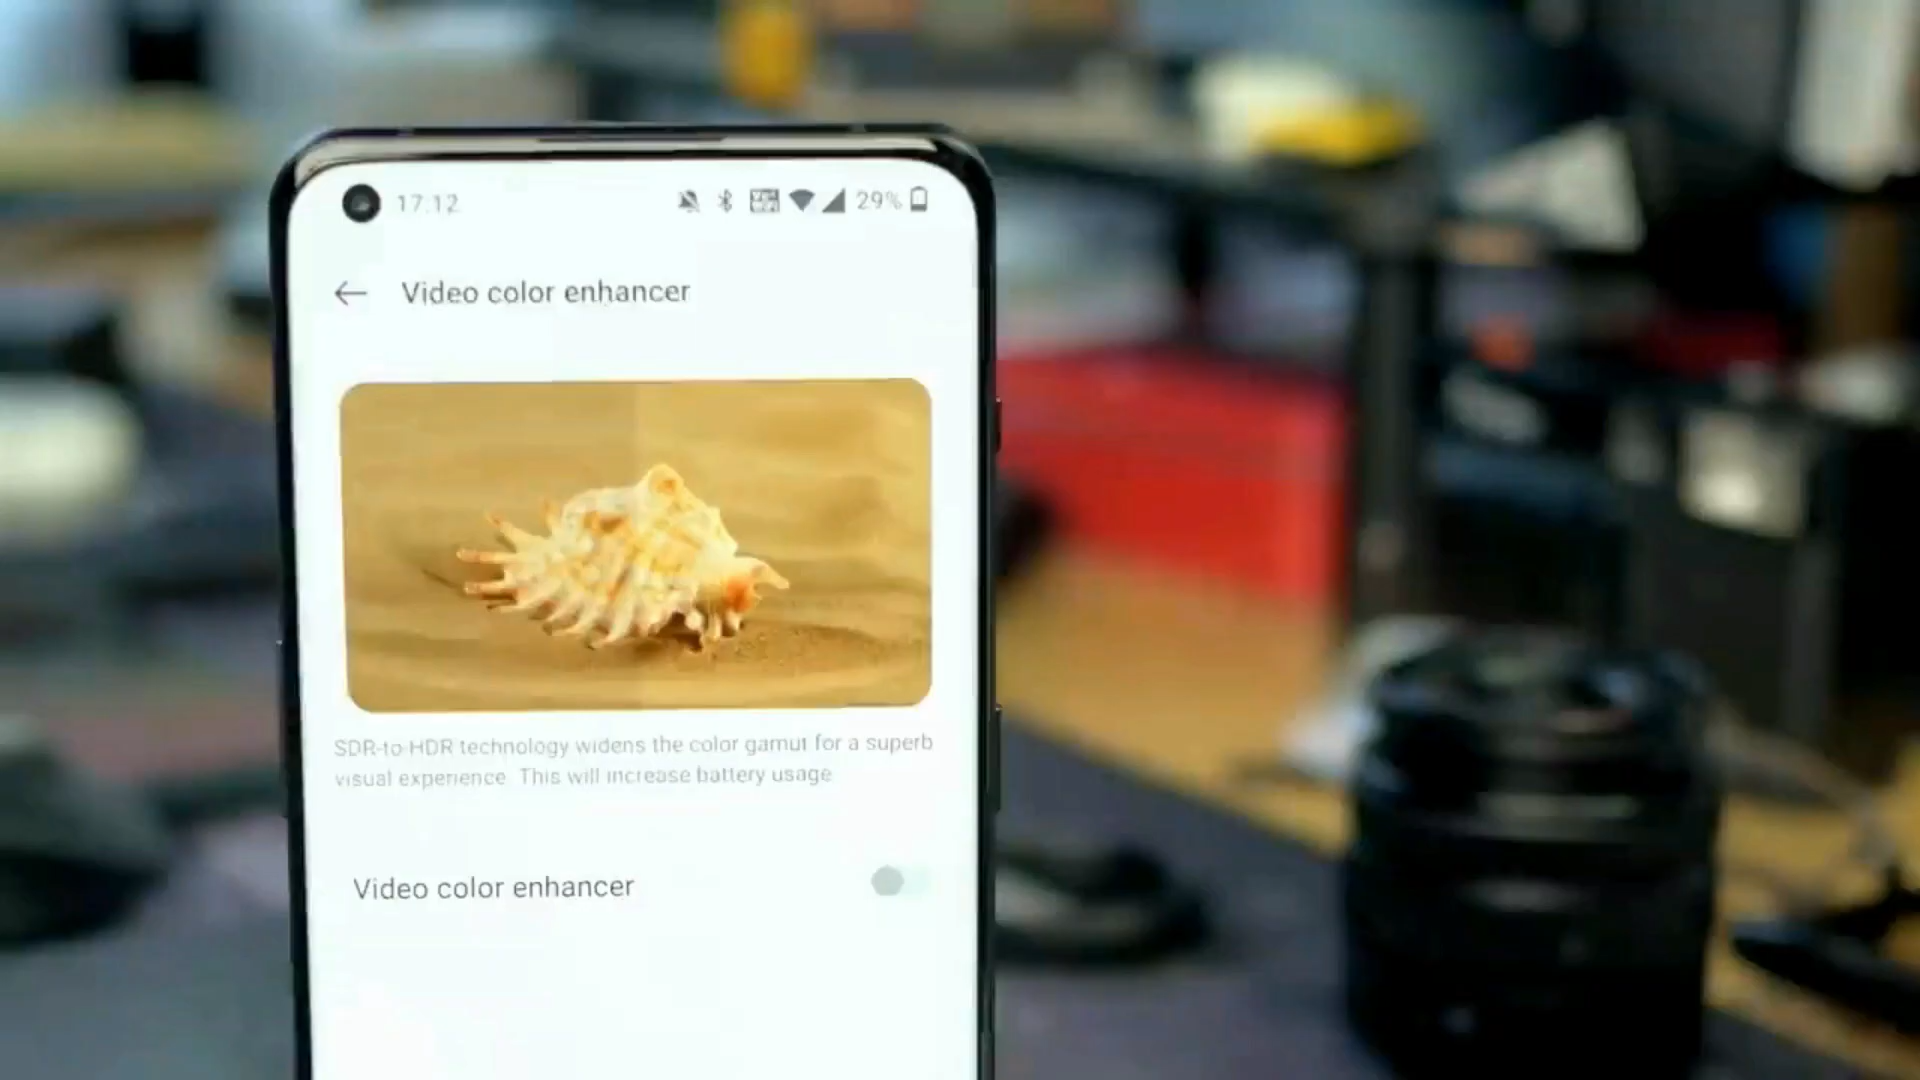 17.12 29%
Video color enhancer
SDR-to-HDR technology widens the color gamut for a superb
visual experience. This will increase battery usage
Video color enhancer